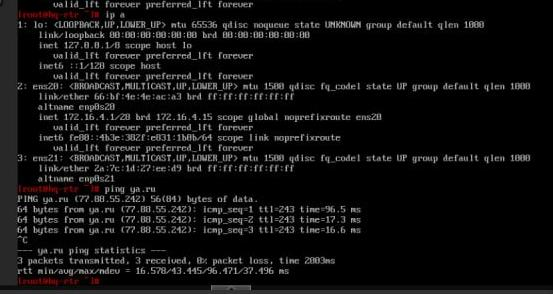 valid_lft forever preferred_lft forever
[root@hq-rtr ~]# ip a
1: lo: <LOOPBACK,UP,LOWER_UP> mtu 65536 qdisc noqueue state UNKNOWN group default qlen 1000
link/loopback 00:00:00:00:00:00 brd 00:00:00:00:00:00
inet 127.0.0.1/8 scope host lo
valid_lft forever preferred_lft forever
inet6 ::1/128 scope host
valid_lft forever preferred_lft forever
2: ens20: <BROADCAST,MULTICAST,UP,LOWER_UP> mtu 1500 qdisc fq_codel state UP group default qlen 1000
link/ether 66:bf:4e:4e:ac:a3 brd ff:ff:ff:ff:ff:ff
altname enp0s20
inet 172.16.4.1/28 brd 172.16.4.15 scope global noprefixroute ens20
valid_lft forever preferred_lft forever
inet6 fe80::4b3e:382f:e831:1b0b/64 scope link noprefixroute
valid_lft forever preferred_lft forever
3: ens21: <BROADCAST,MULTICAST,UP,LOWER_UP> mtu 1500 qdisc fq_codel state UP group default qlen 1000
link/ether 2a:7c:1d:27:ee:d9 brd ff:ff:ff:ff:ff:ff
altname enp0s21
[root@hq-rtr ~]# ping ya.ru
PING ya.ru (77.88.55.242) 56(84) bytes of data.
64 bytes from ya.ru (77.88.55.242): icmp_seq=1 ttl=243 time=96.5 ms
64 bytes from ya.ru (77.88.55.242): icmp_seq=2 ttl=243 time=17.3 ms
64 bytes from ya.ru (77.88.55.242): icmp_seq=3 ttl=243 time=16.6 ms
^C
--- ya.ru ping statistics ---
3 packets transmitted, 3 received, 0% packet loss, time 2003ms
rtt min/avg/max/mdev = 16.578/43.445/96.471/37.496 ms
[root@hq-rtr ~]#